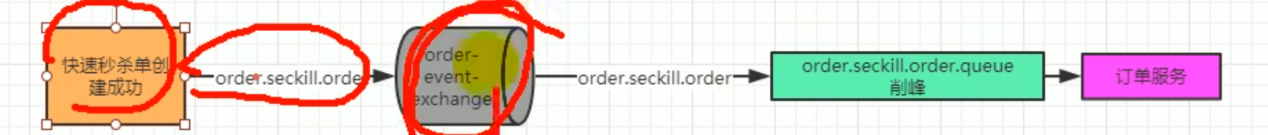 快速秒杀单创
建成功
order.seckill.orde
order-
event-
exchange
order.seckill.order
order.seckill.order.queue
削峰
订单服务